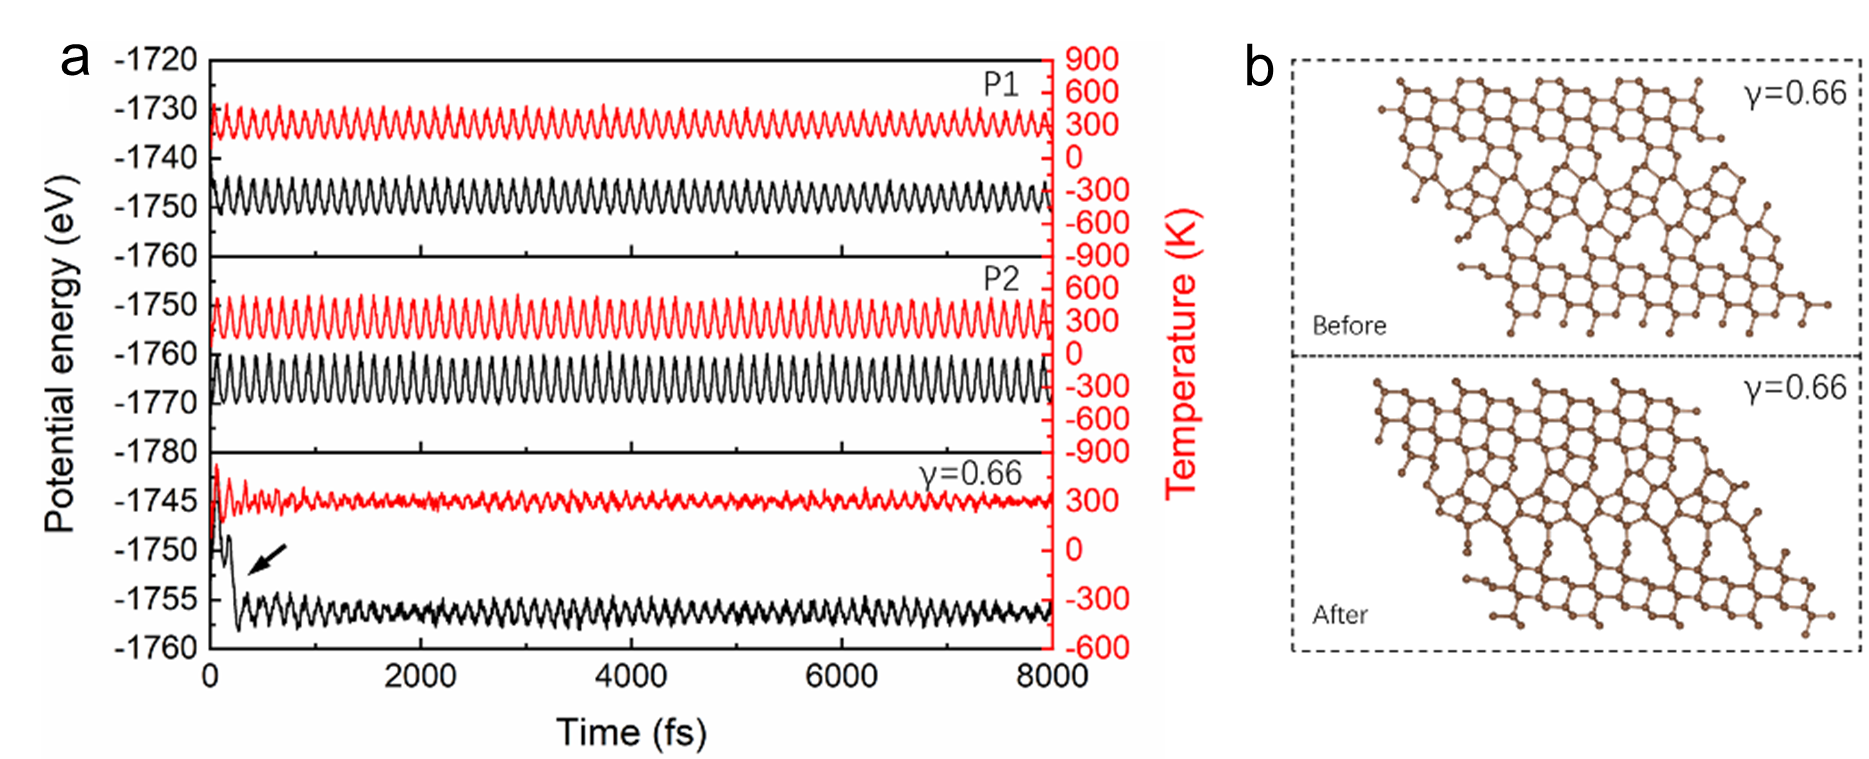 a
-1720
-1730
-1740
-1750
-1760
-1750
-1760
-1770
-1780
-1745
-1750
-1755
-1760
Potential energy (eV)
P1
P2
γ=0.66
900
600
300
0
-300
-600
-900
600
300
0
-300
-600
-900
300
0
-300
-600
Temperature (K)
0 2000 4000 6000 8000
Time (fs)
b
γ=0.66
Before
γ=0.66
After